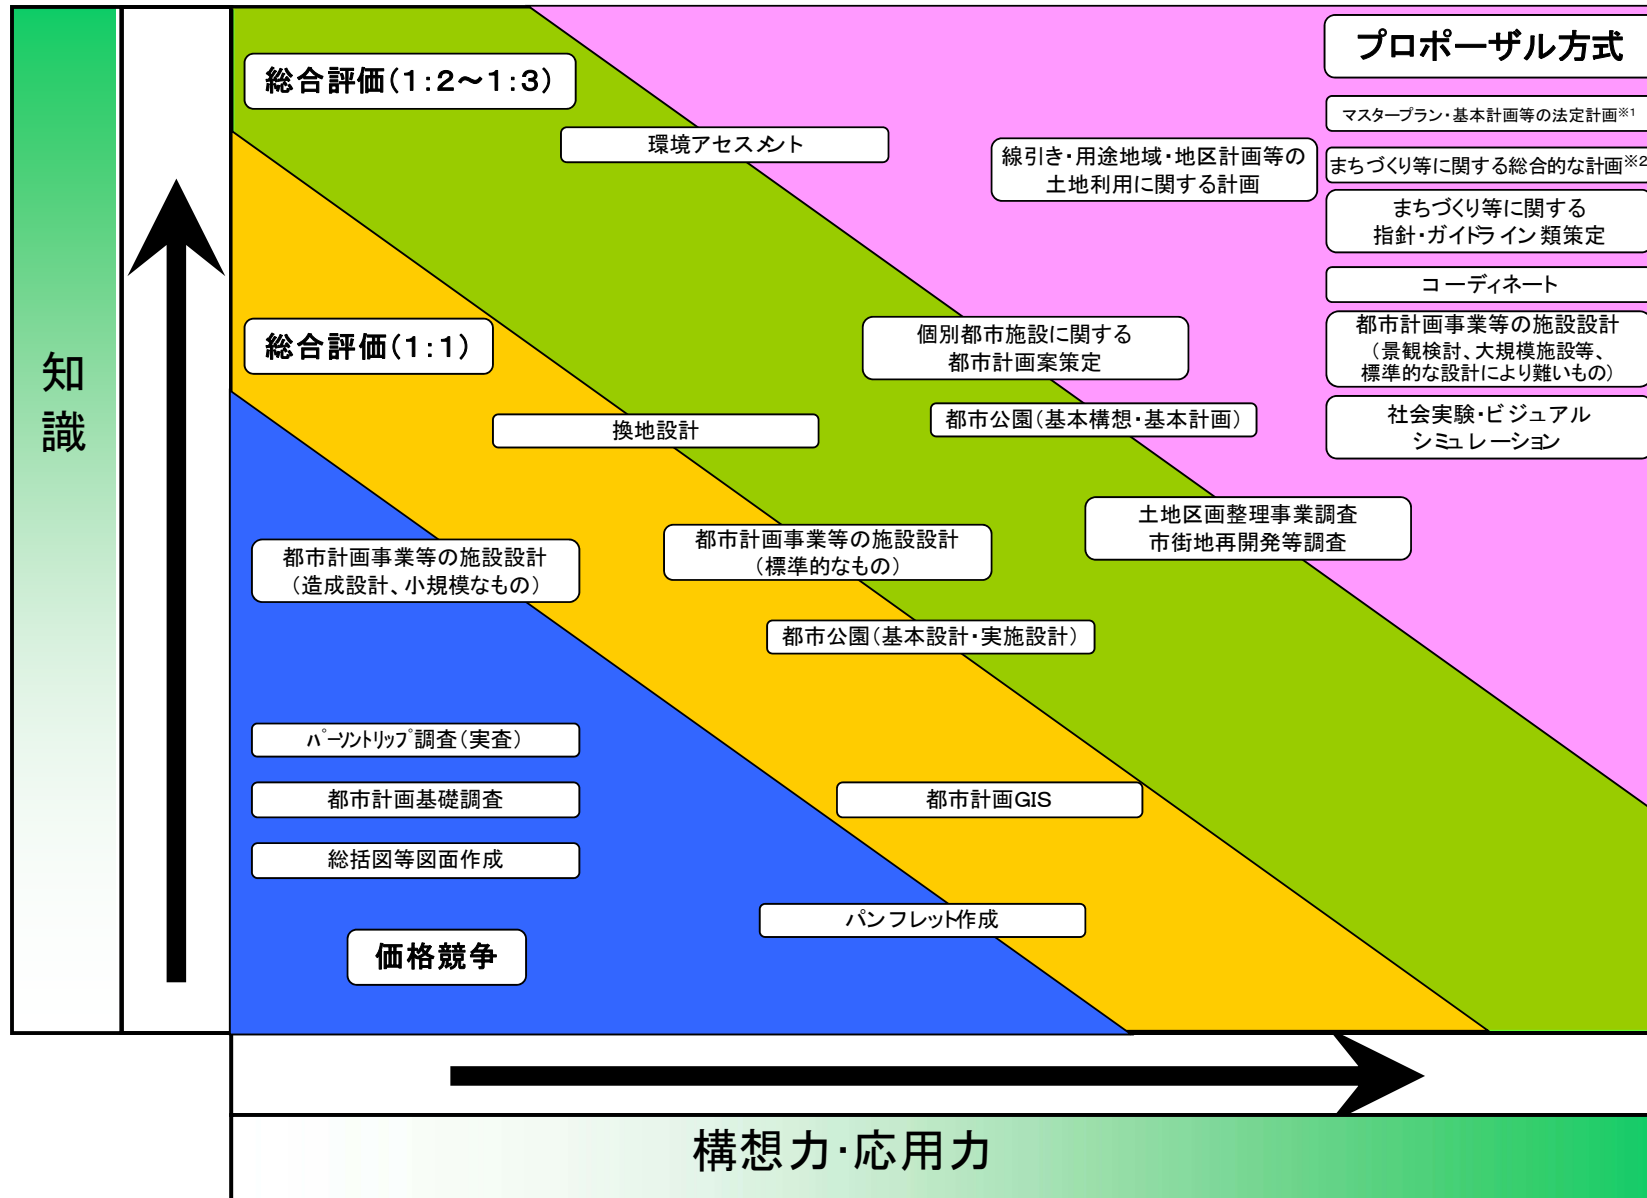 プロポーザル方式
総合評価(1:2～1:3)
マスタープラン・基本計画等の法定計画※1
環境アセスメント
線引き・用途地域・地区計画等の
土地利用に関する計画
まちづくり等に関する総合的な計画※2
まちづくり等に関する
指針・ガイドライン類策定
コーディネート
総合評価(1:1)
個別都市施設に関する
都市計画案策定
都市計画事業等の施設設計
(景観検討、大規模施設等、
標準的な設計により難いもの)
知
識
換地設計
都市公園(基本構想・基本計画)
社会実験・ビジュアル
シミュレーション
都市計画事業等の施設設計
(造成設計、小規模なもの)
都市計画事業等の施設設計
(標準的なもの)
土地区画整理事業調査
市街地再開発等調査
都市公園(基本設計・実施設計)
ﾊﾟｰｿﾝﾄﾘｯﾌﾟ調査(実査)
都市計画基礎調査
都市計画GIS
総括図等図面作成
パンフレット作成
価格競争
構想力・応用力